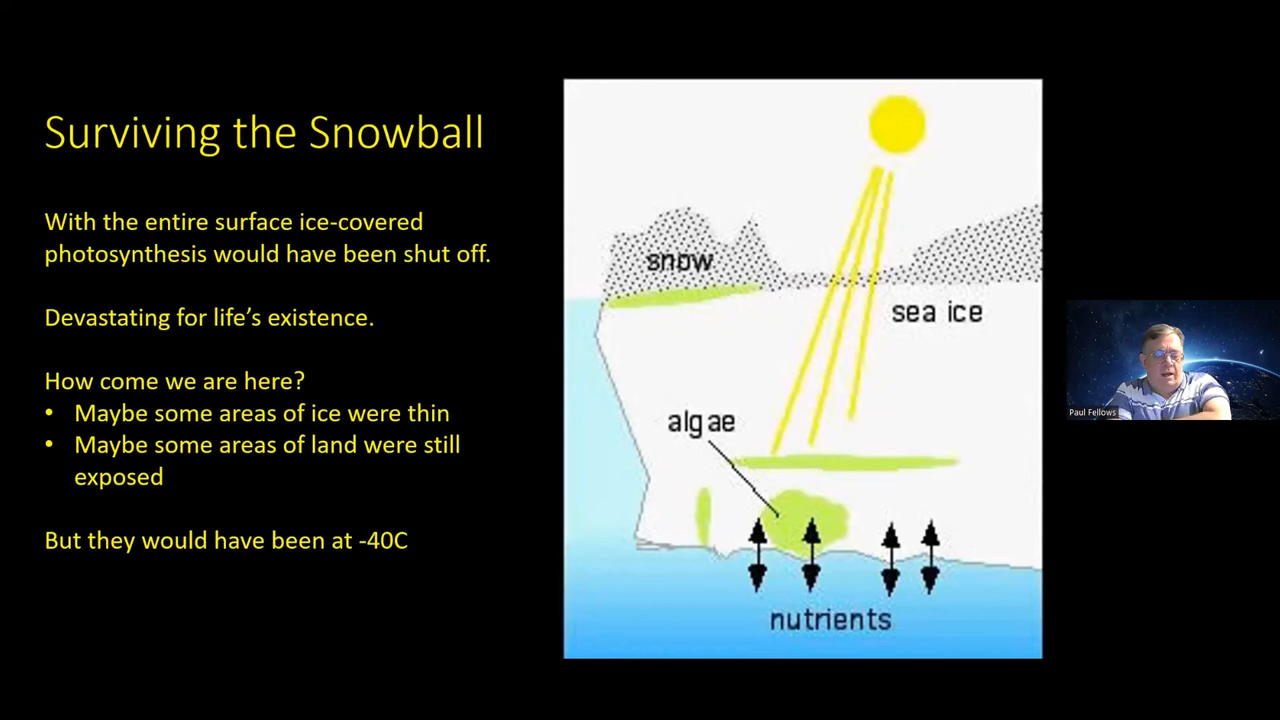 Surviving the Snowball
With the entire surface ice-covered
photosynthesis would have been shut off.
Devastating for life's existence.
How come we are here?
• Maybe some areas of ice were thin
• Maybe some areas of land were still
exposed
But they would have been at -40C
snow
sea ice
algae
nutrients
Paul Fellows